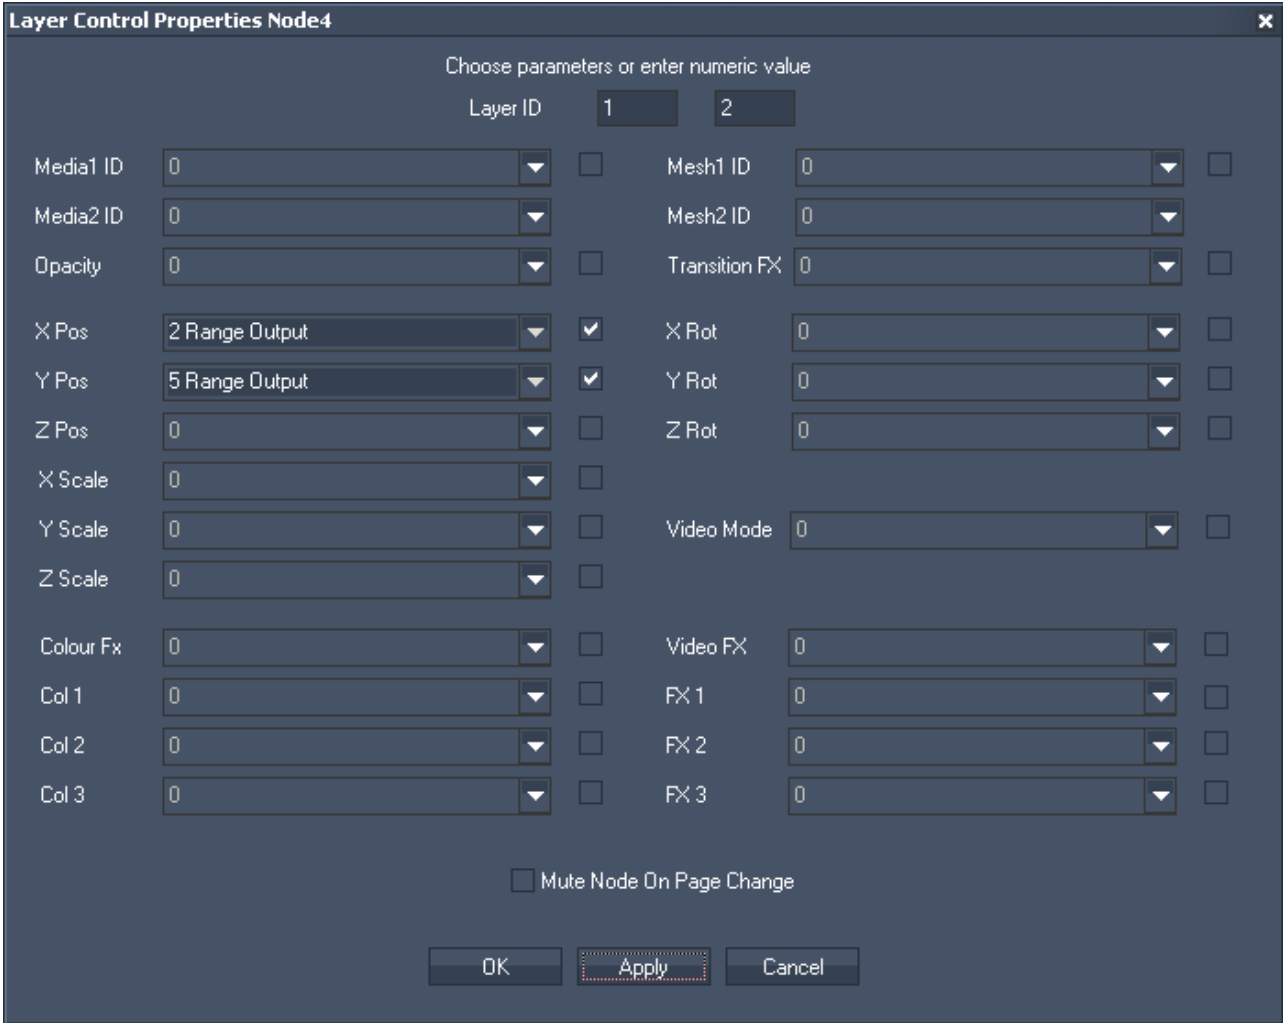 Layer Control Properties Node4
Choose parameters or enter numeric value
Layer ID 1 2
Media1 ID 0 Mesh1 ID 0
Media2 ID 0 Mesh2 ID 0
Opacity 0 Transition FX 0
X Pos 2 Range Output X Rot 0
Y Pos 5 Range Output Y Rot 0
Z Pos 0 Z Rot 0
X Scale 0
Y Scale 0 Video Mode 0
Z Scale 0
Colour Fx 0 Video FX 0
Col 1 0 FX 1 0
Col 2 0 FX 2 0
Col 3 0 FX 3 0
Mute Node On Page Change
OK Apply Cancel